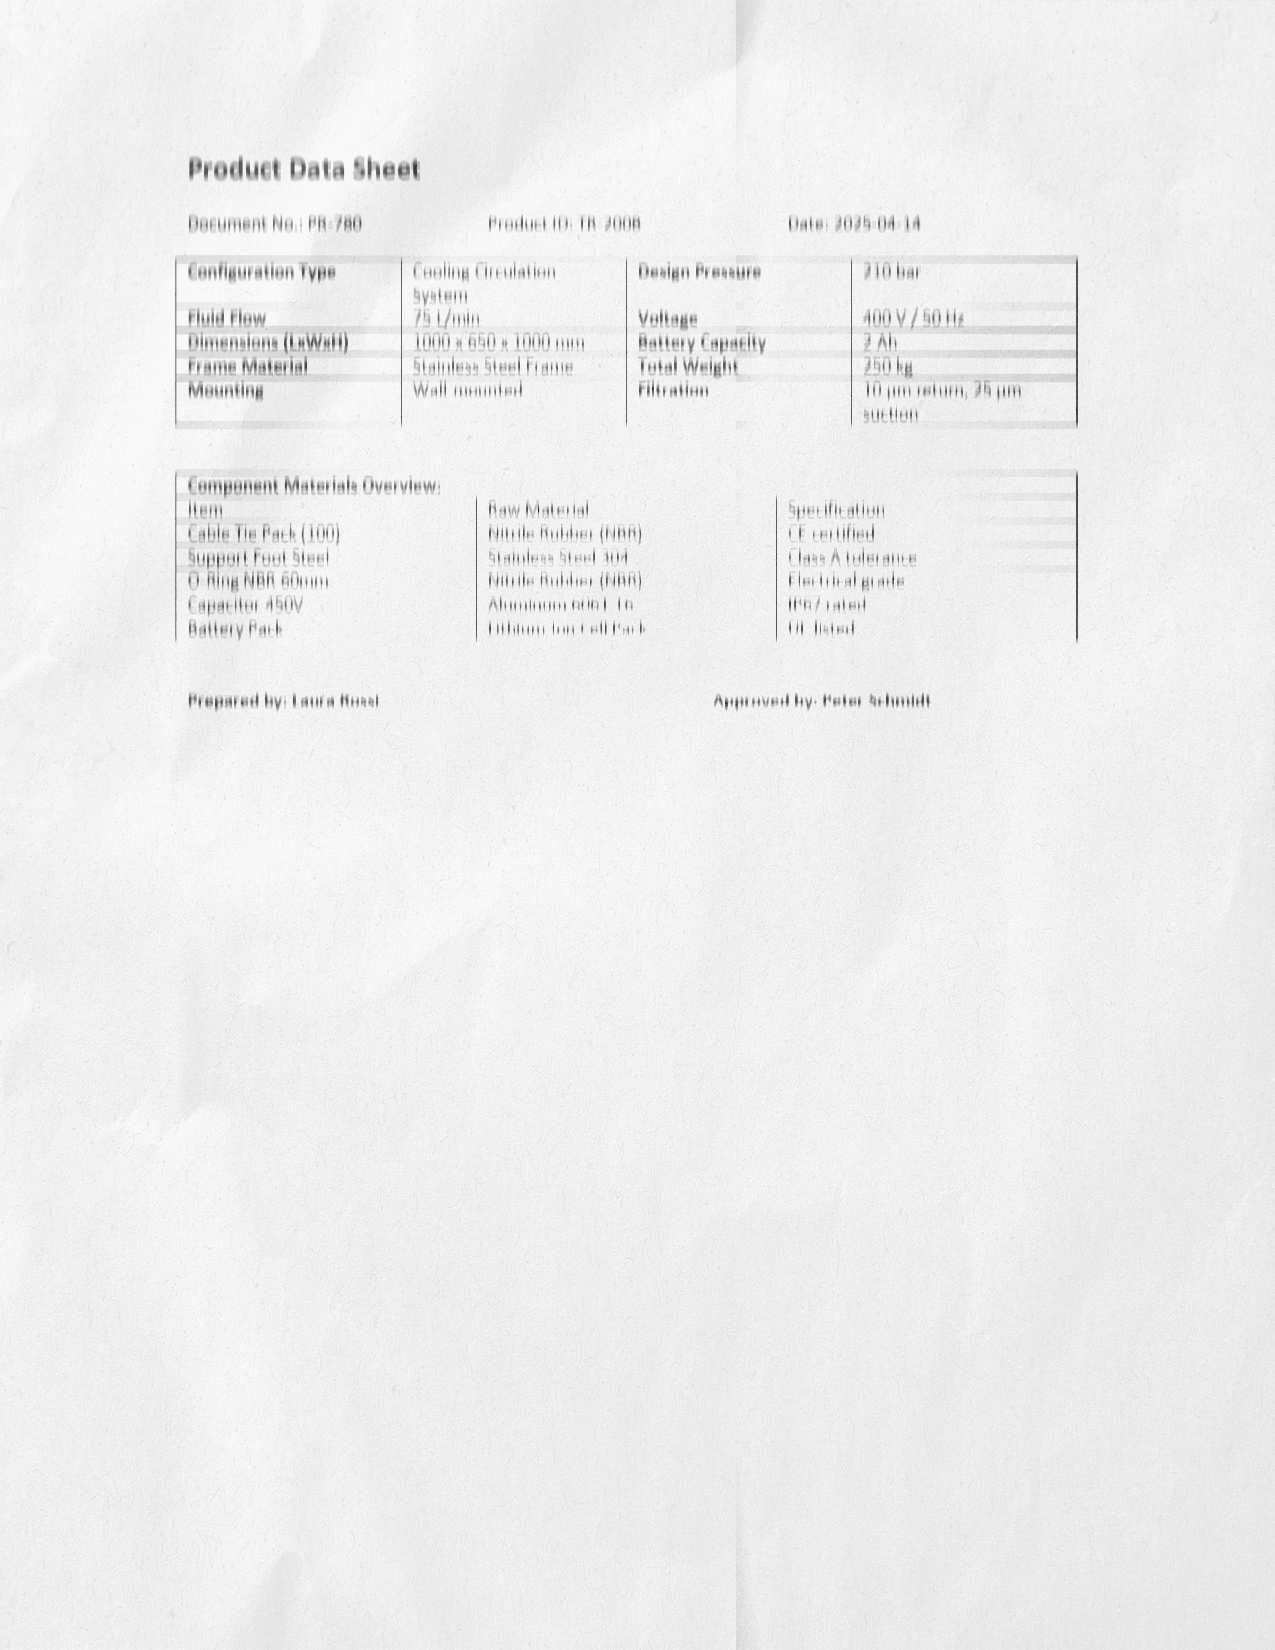 Product Data Sheet
Document No.: PR-780 Product ID: TR-200B Date: 2025-04-14
Configuration Type Cooling Circulation System Design Pressure 210 bar
Fluid Flow 75 L/min Voltage 400 V / 50 Hz
Dimensions (LxWxH) 1000 x 650 x 1000 mm Battery Capacity 2 Ah
Frame Material Stainless Steel Frame Total Weight 250 kg
Mounting Wall-mounted Filtration 10 µm return, 25 µm suction
Component Materials Overview:
Item Raw Material Specification
Cable Tie Pack (100) Nitrile Rubber (NBR) CE certified
Support Foot Steel Stainless Steel 304 Class A tolerance
O-Ring NBR 60mm Nitrile Rubber (NBR) Electrical grade
Capacitor 450V Aluminum 6061-T6 IP67 rated
Battery Pack Lithium-Ion Cell Pack UL listed
Prepared by: Laura Rossi Approved by: Peter Schmidt